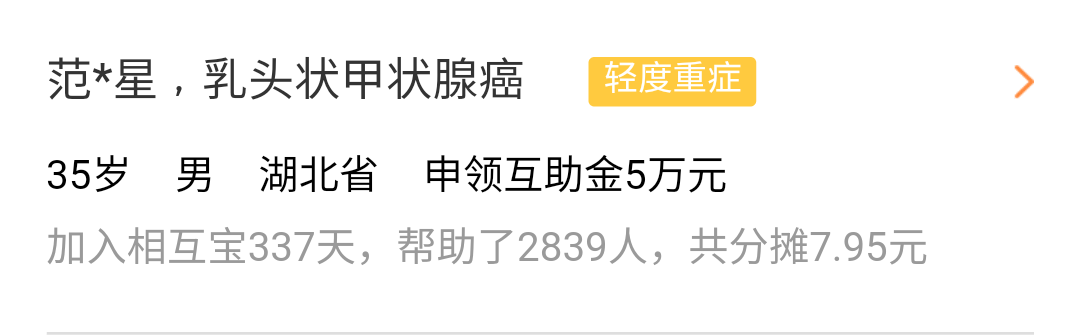 范*星，乳头状甲状腺癌 轻度重症
35岁 男 湖北省 申领互助金5万元
加入相互宝337天，帮助了2839人，共分摊7.95元